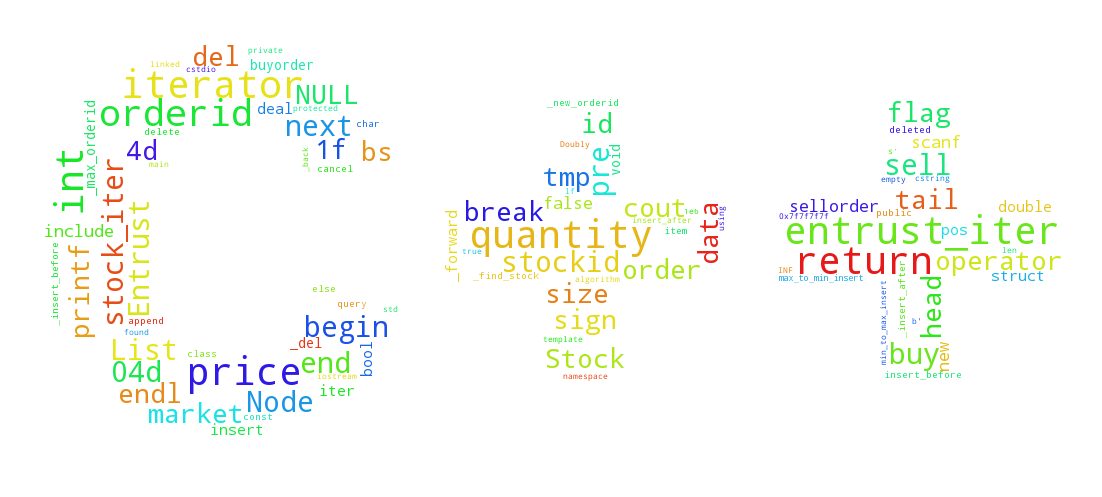 private
linked
del
cstdio
buyorder
iterator
NULL
orderid
deal
protected
next
char
delete
_max_orderid
4d
1f
bs
main
_back
cancel
int
stock_iter
Entrust
include
printf
_insert_before
else
query
std
append
found
begin
List
class
_del
end
bool
04d
price
iostream
endl
iter
Node
market
const
insert
_new_orderid
id
Doubly
pre
void
tmp
lf
break
false
cout
leb
using
quantity
insert_after
item
data
_forward
true
stockid
order
_find_stock
algorithm
size
sign
template
Stock
namespace
flag
deleted
scanf
s'
sell
empty
cstring
sellorder
tail
double
0x7f7f7f7f
public
entrust_iter
pos
return
len
operator
INF
max_to_min_insert
struct
_insert_after
head
min_to_max_insert
b'
buy
new
insert_before